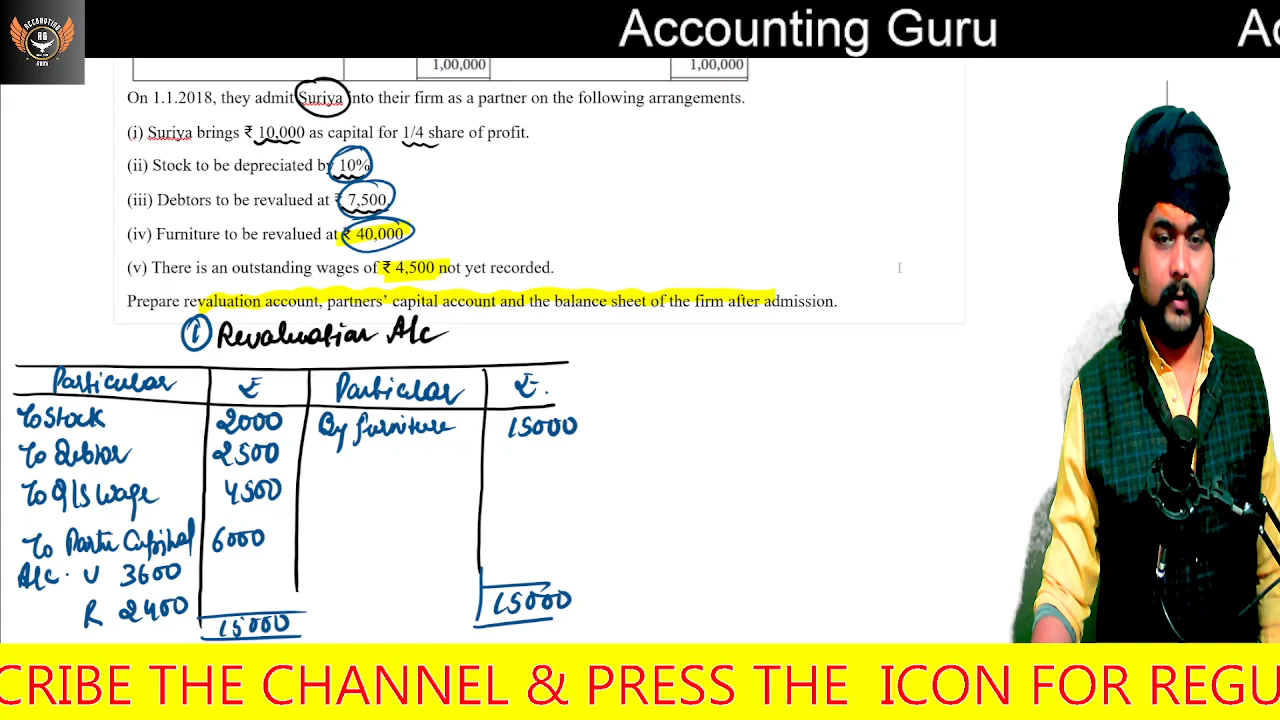 Accounting Guru
Ac
ACCOUNTING
AG
GURU
1,00,000 1,00,000
On 1.1.2018, they admit Suriya into their firm as a partner on the following arrangements.
(i) Suriya brings ₹ 10,000 as capital for 1/4 share of profit.
(ii) Stock to be depreciated by 10%
(iii) Debtors to be revalued at ₹ 7,500.
(iv) Furniture to be revalued at ₹ 40,000
(v) There is an outstanding wages of ₹ 4,500 not yet recorded.
Prepare revaluation account, partners’ capital account and the balance sheet of the firm after admission.
① Revaluation A/c
Particular ₹ Particular ₹.
To Stock 2000 By furniture 15000
To Debtor 2500
To O/S wage 4500
To Partn Capital 6000
A/c. V 3600
R 2400 15000
15000
CRIBE THE CHANNEL & PRESS THE ICON FOR REGU